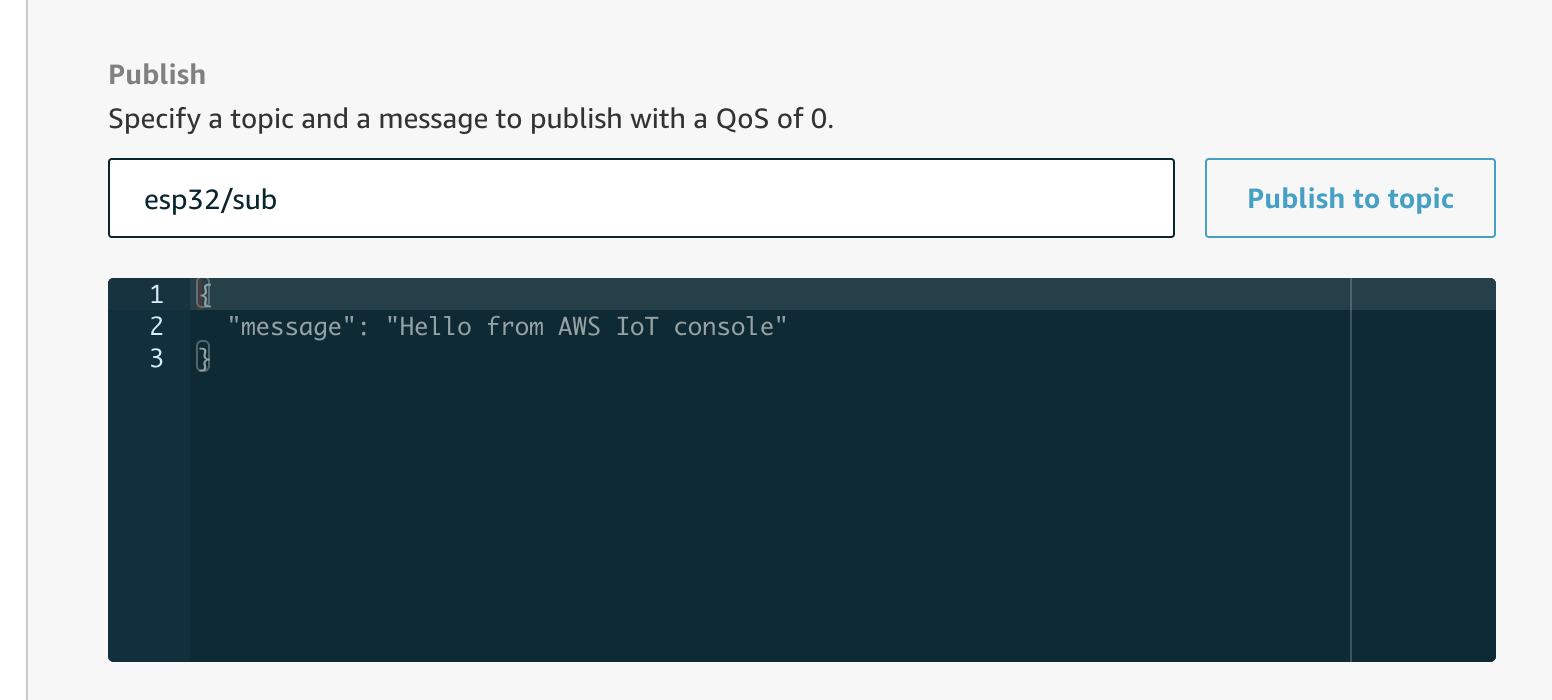 Publish
Specify a topic and a message to publish with a QoS of 0.
esp32/sub
Publish to topic
1 {
2   "message": "Hello from AWS IoT console"
3 }